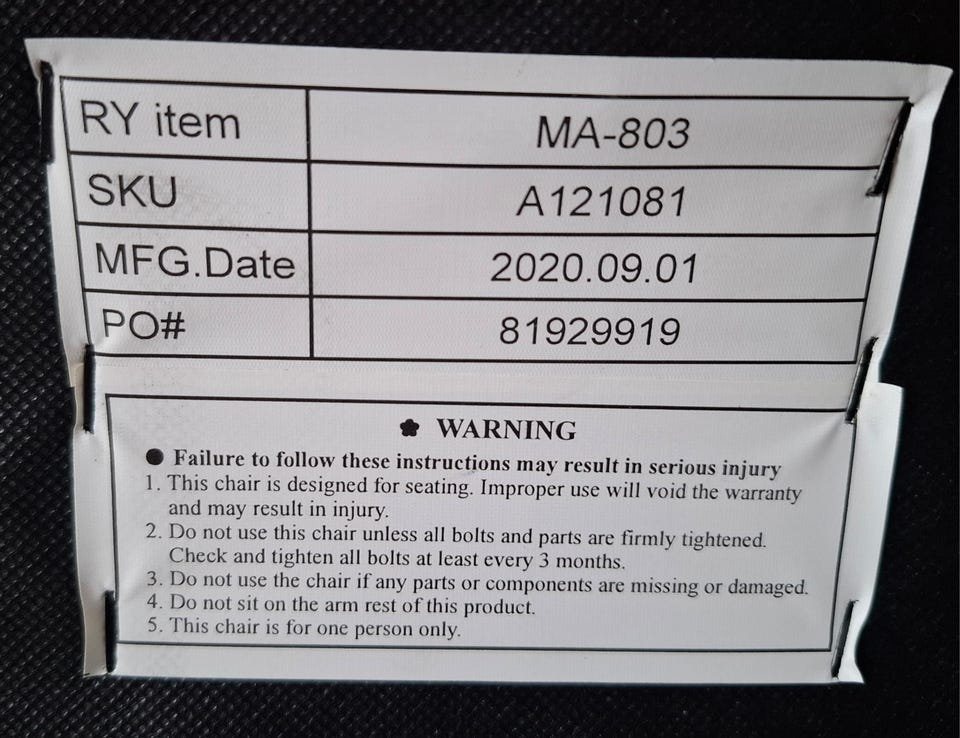 RY item MA-803
SKU A121081
MFG.Date 2020.09.01
PO# 81929919
WARNING
● Failure to follow these instructions may result in serious injury
1. This chair is designed for seating. Improper use will void the warranty
and may result in injury.
2. Do not use this chair unless all bolts and parts are firmly tightened.
Check and tighten all bolts at least every 3 months.
3. Do not use the chair if any parts or components are missing or damaged.
4. Do not sit on the arm rest of this product.
5. This chair is for one person only.